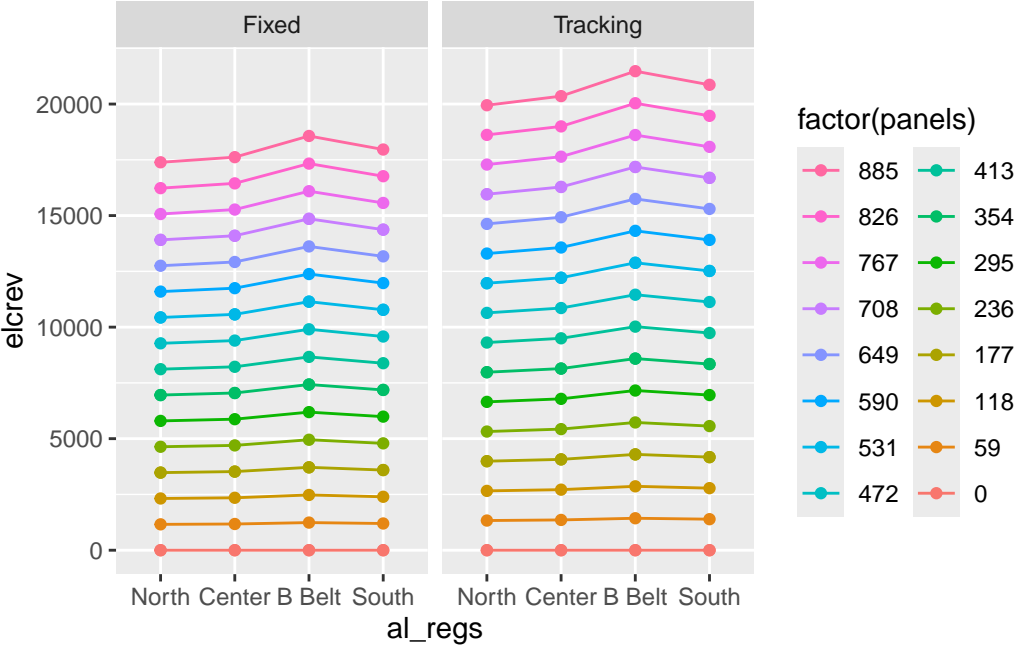 Fixed Tracking
20000
15000
10000
5000
0
elcrev
North Center B Belt South North Center B Belt South
al_regs
factor(panels)
885 413
826 354
767 295
708 236
649 177
590 118
531 59
472 0